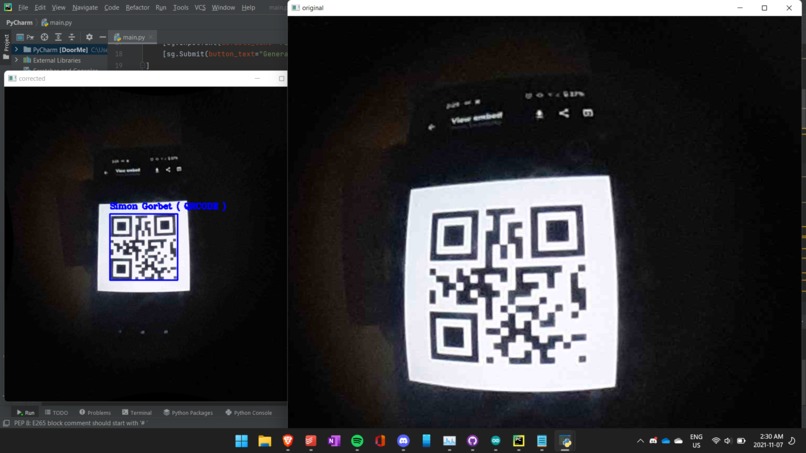 File Edit View Navigate Code Refactor Run Tools VCS Window Help
original
PyCharm main.py
Project
main.py
PyCharm [DoorMe]
External Libraries
18
[sg.Submit(button_text="Genera
19 ]
corrected
View embed
Simon Gorbet ( QRCODE )
View embed
Run TODO Problems Terminal Python Packages Python Console
PEP 8: E265 block comment should start with '# '
ENG
US
2:30 AM
2021-11-07